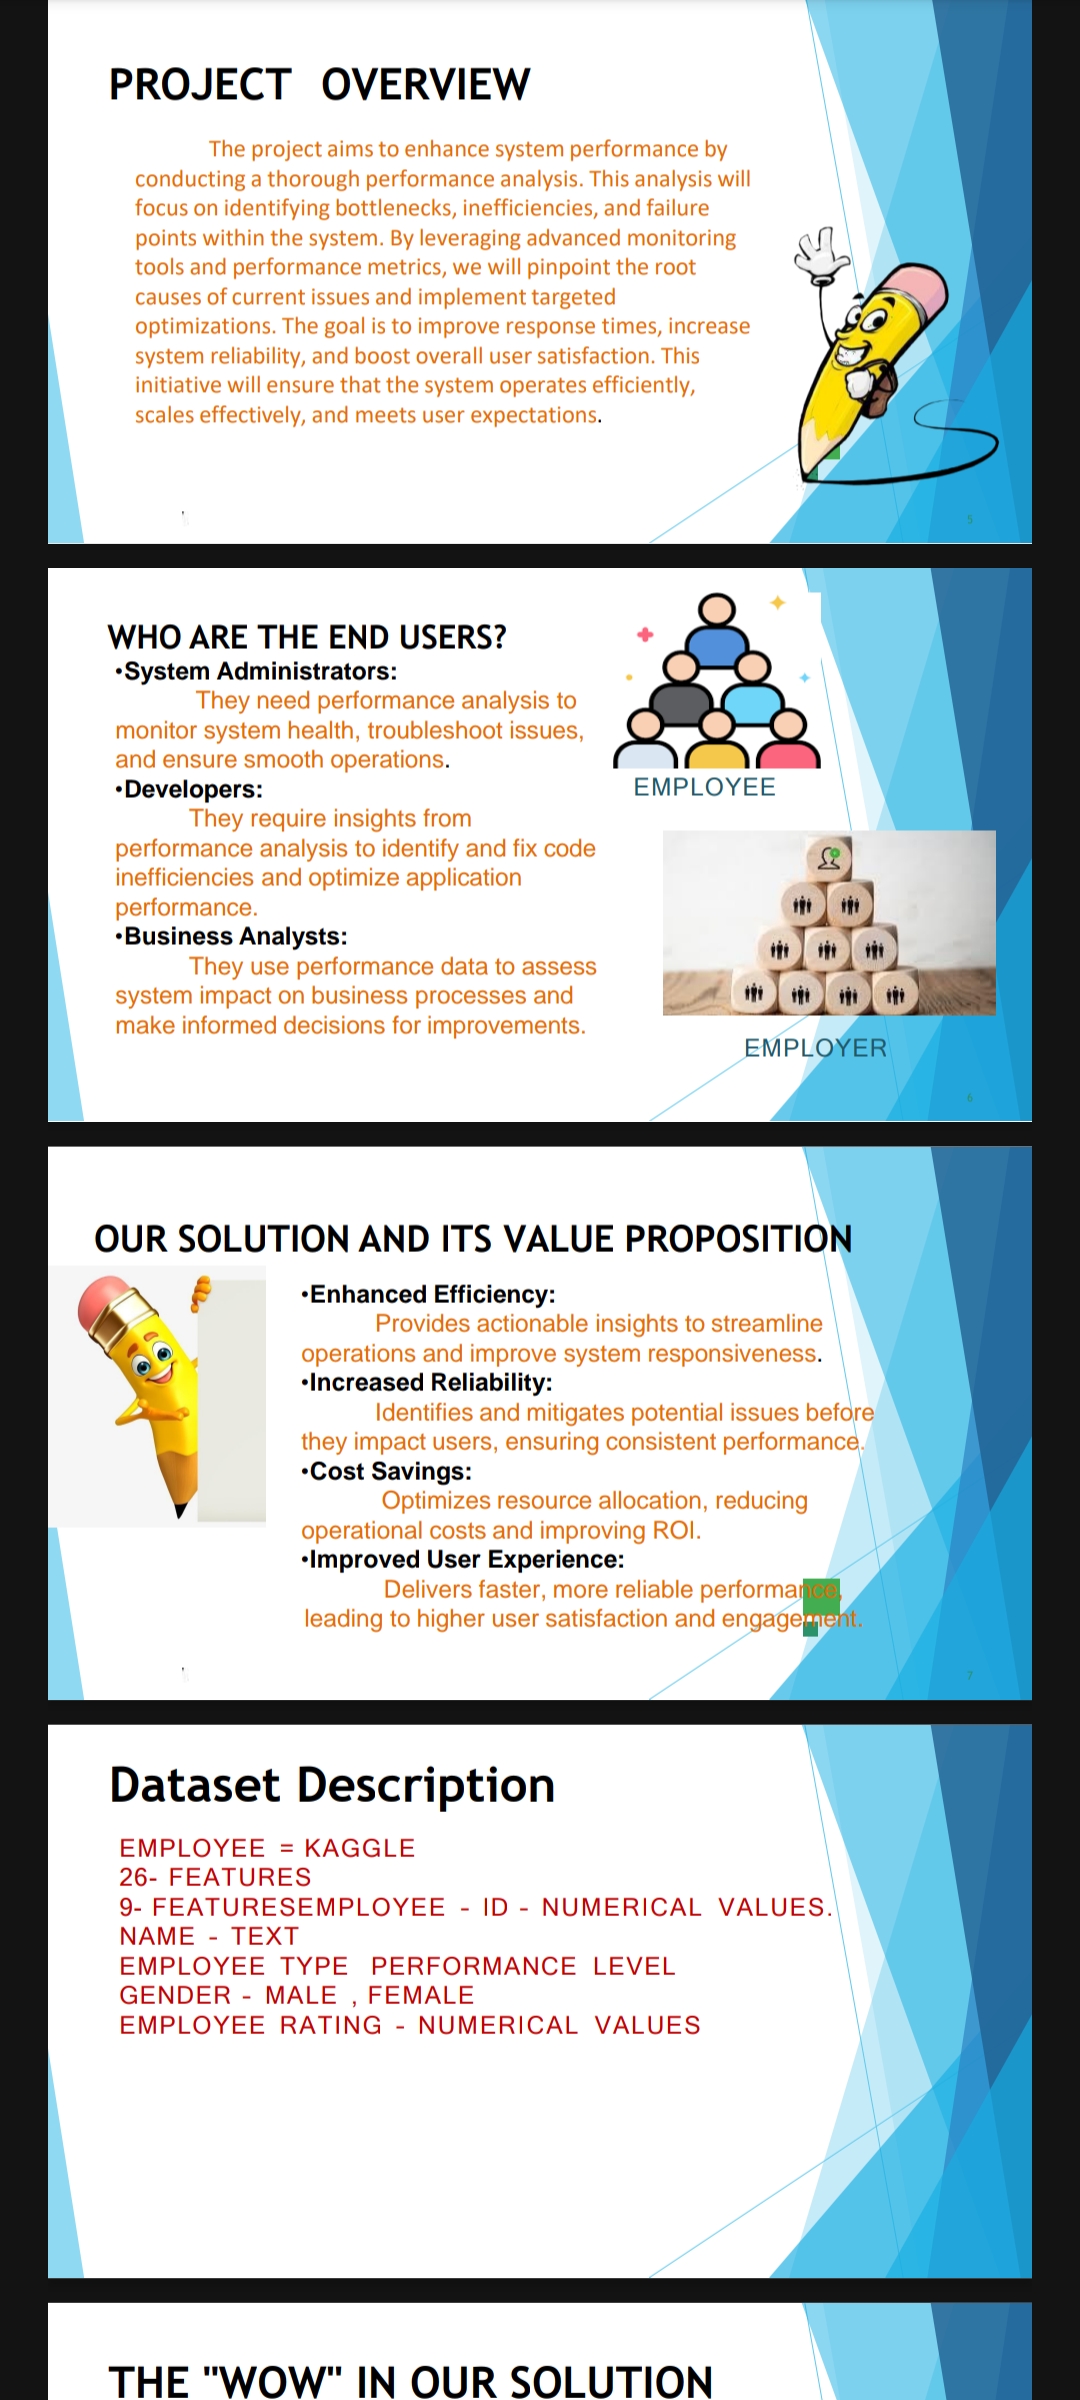 PROJECT OVERVIEW
The project aims to enhance system performance by
conducting a thorough performance analysis. This analysis will
focus on identifying bottlenecks, inefficiencies, and failure
points within the system. By leveraging advanced monitoring
tools and performance metrics, we will pinpoint the root
causes of current issues and implement targeted
optimizations. The goal is to improve response times, increase
system reliability, and boost overall user satisfaction. This
initiative will ensure that the system operates efficiently,
scales effectively, and meets user expectations.
5
WHO ARE THE END USERS?
•System Administrators:
They need performance analysis to
monitor system health, troubleshoot issues,
and ensure smooth operations.
•Developers:
They require insights from
performance analysis to identify and fix code
inefficiencies and optimize application
performance.
•Business Analysts:
They use performance data to assess
system impact on business processes and
make informed decisions for improvements.
EMPLOYEE
EMPLOYER
6
OUR SOLUTION AND ITS VALUE PROPOSITION
•Enhanced Efficiency:
Provides actionable insights to streamline
operations and improve system responsiveness.
•Increased Reliability:
Identifies and mitigates potential issues before
they impact users, ensuring consistent performance.
•Cost Savings:
Optimizes resource allocation, reducing
operational costs and improving ROI.
•Improved User Experience:
Delivers faster, more reliable performance,
leading to higher user satisfaction and engagement.
7
Dataset Description
EMPLOYEE = KAGGLE
26- FEATURES
9- FEATURESEMPLOYEE - ID - NUMERICAL VALUES.
NAME - TEXT
EMPLOYEE TYPE PERFORMANCE LEVEL
GENDER - MALE , FEMALE
EMPLOYEE RATING - NUMERICAL VALUES
THE "WOW" IN OUR SOLUTION